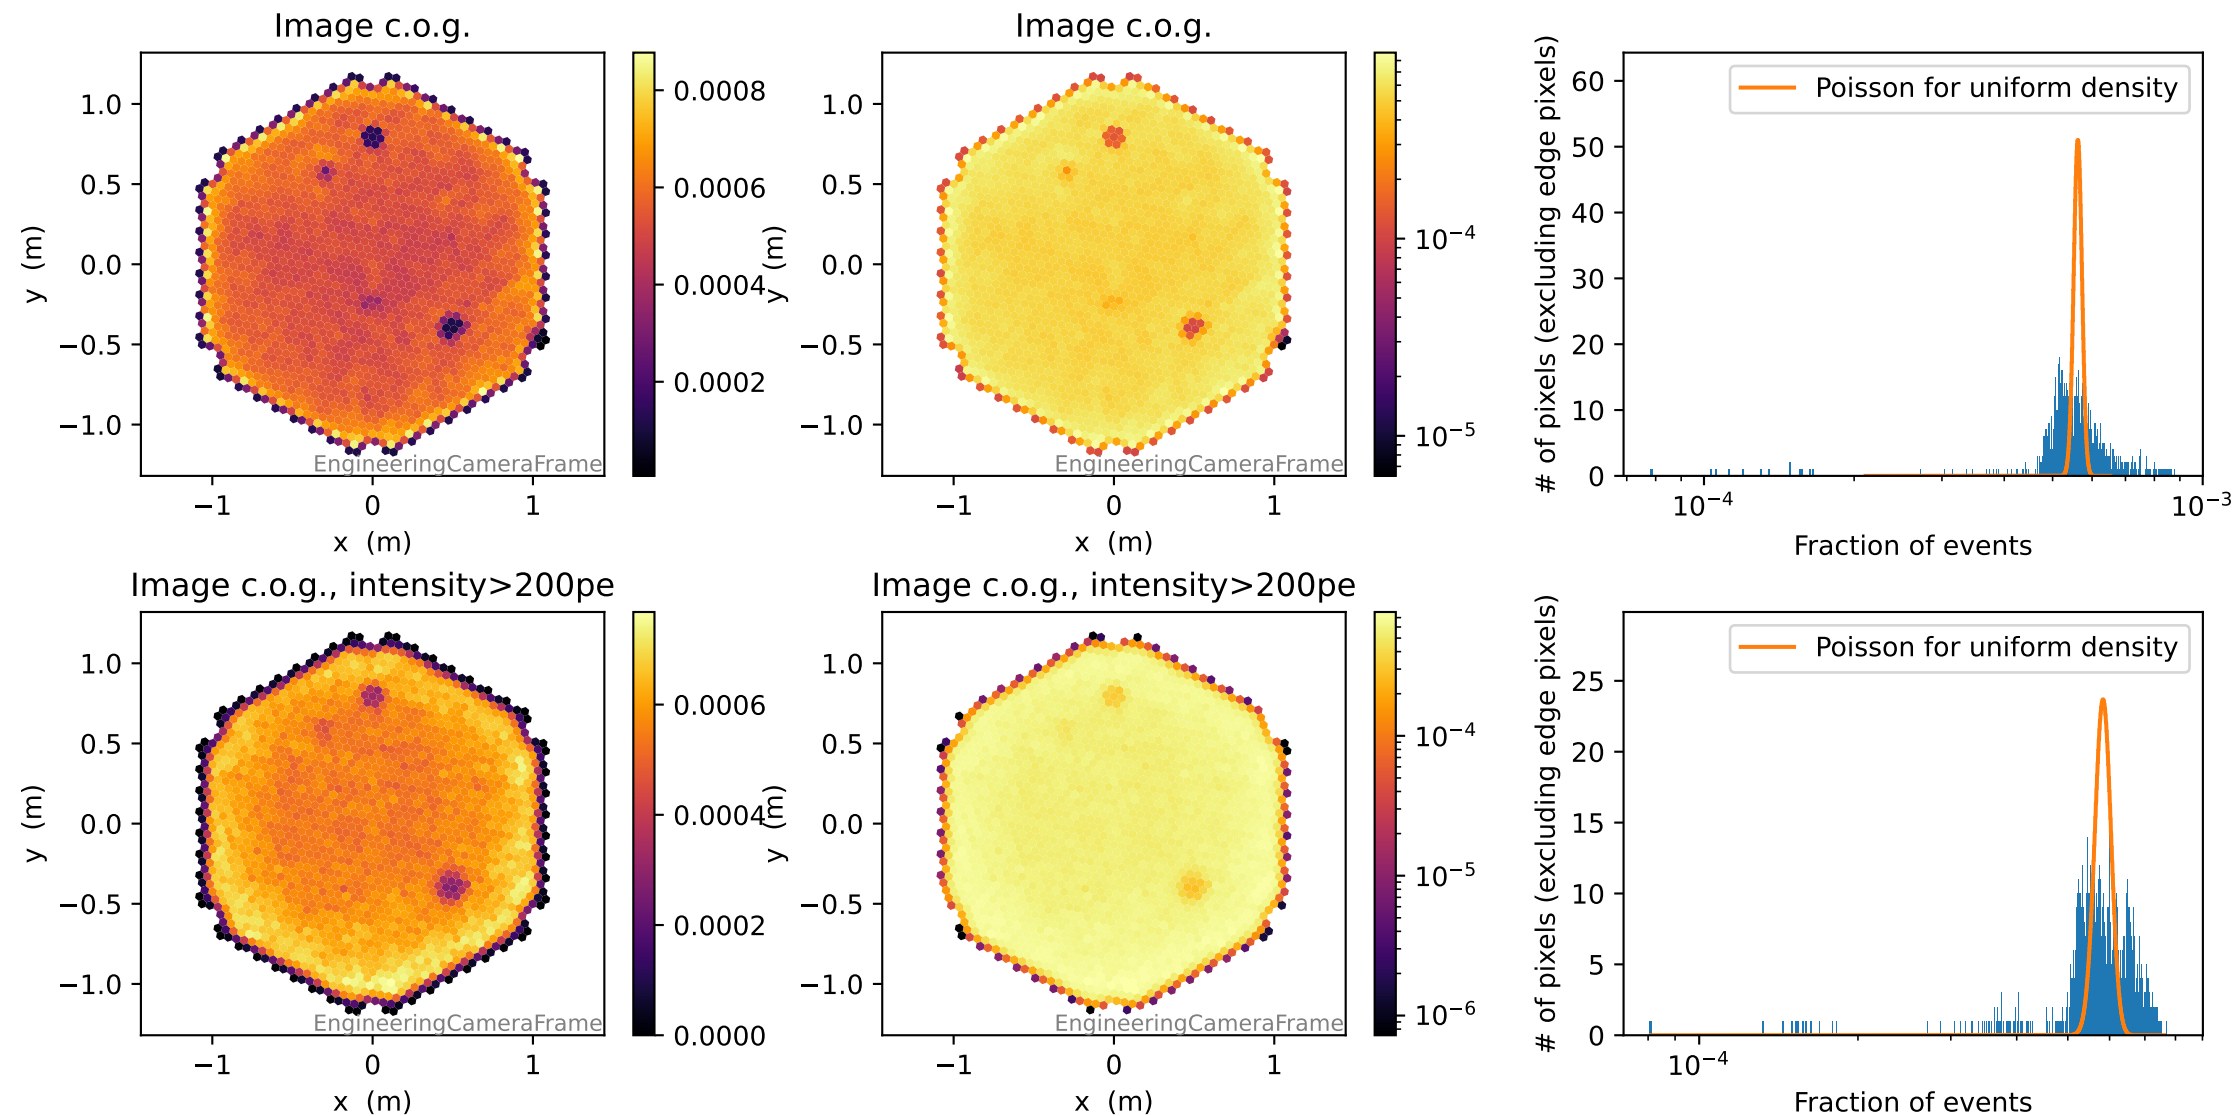 Image c.o.g.
y (m)
1.0
0.5
0.0
−0.5
−1.0
−1
0
1
x (m)
EngineeringCameraFrame
0.0008
0.0006
0.0004
0.0002
Image c.o.g.
y (m)
1.0
0.5
0.0
−0.5
−1.0
−1
0
1
x (m)
EngineeringCameraFrame
10⁻⁴
10⁻⁵
# of pixels (excluding edge pixels)
60
50
40
30
20
10
0
Poisson for uniform density
10⁻⁴
10⁻³
Fraction of events
Image c.o.g., intensity>200pe
y (m)
1.0
0.5
0.0
−0.5
−1.0
−1
0
1
x (m)
EngineeringCameraFrame
0.0006
0.0004
0.0002
0.0000
Image c.o.g., intensity>200pe
y (m)
1.0
0.5
0.0
−0.5
−1.0
−1
0
1
x (m)
EngineeringCameraFrame
10⁻⁴
10⁻⁵
10⁻⁶
# of pixels (excluding edge pixels)
25
20
15
10
5
0
Poisson for uniform density
10⁻⁴
Fraction of events